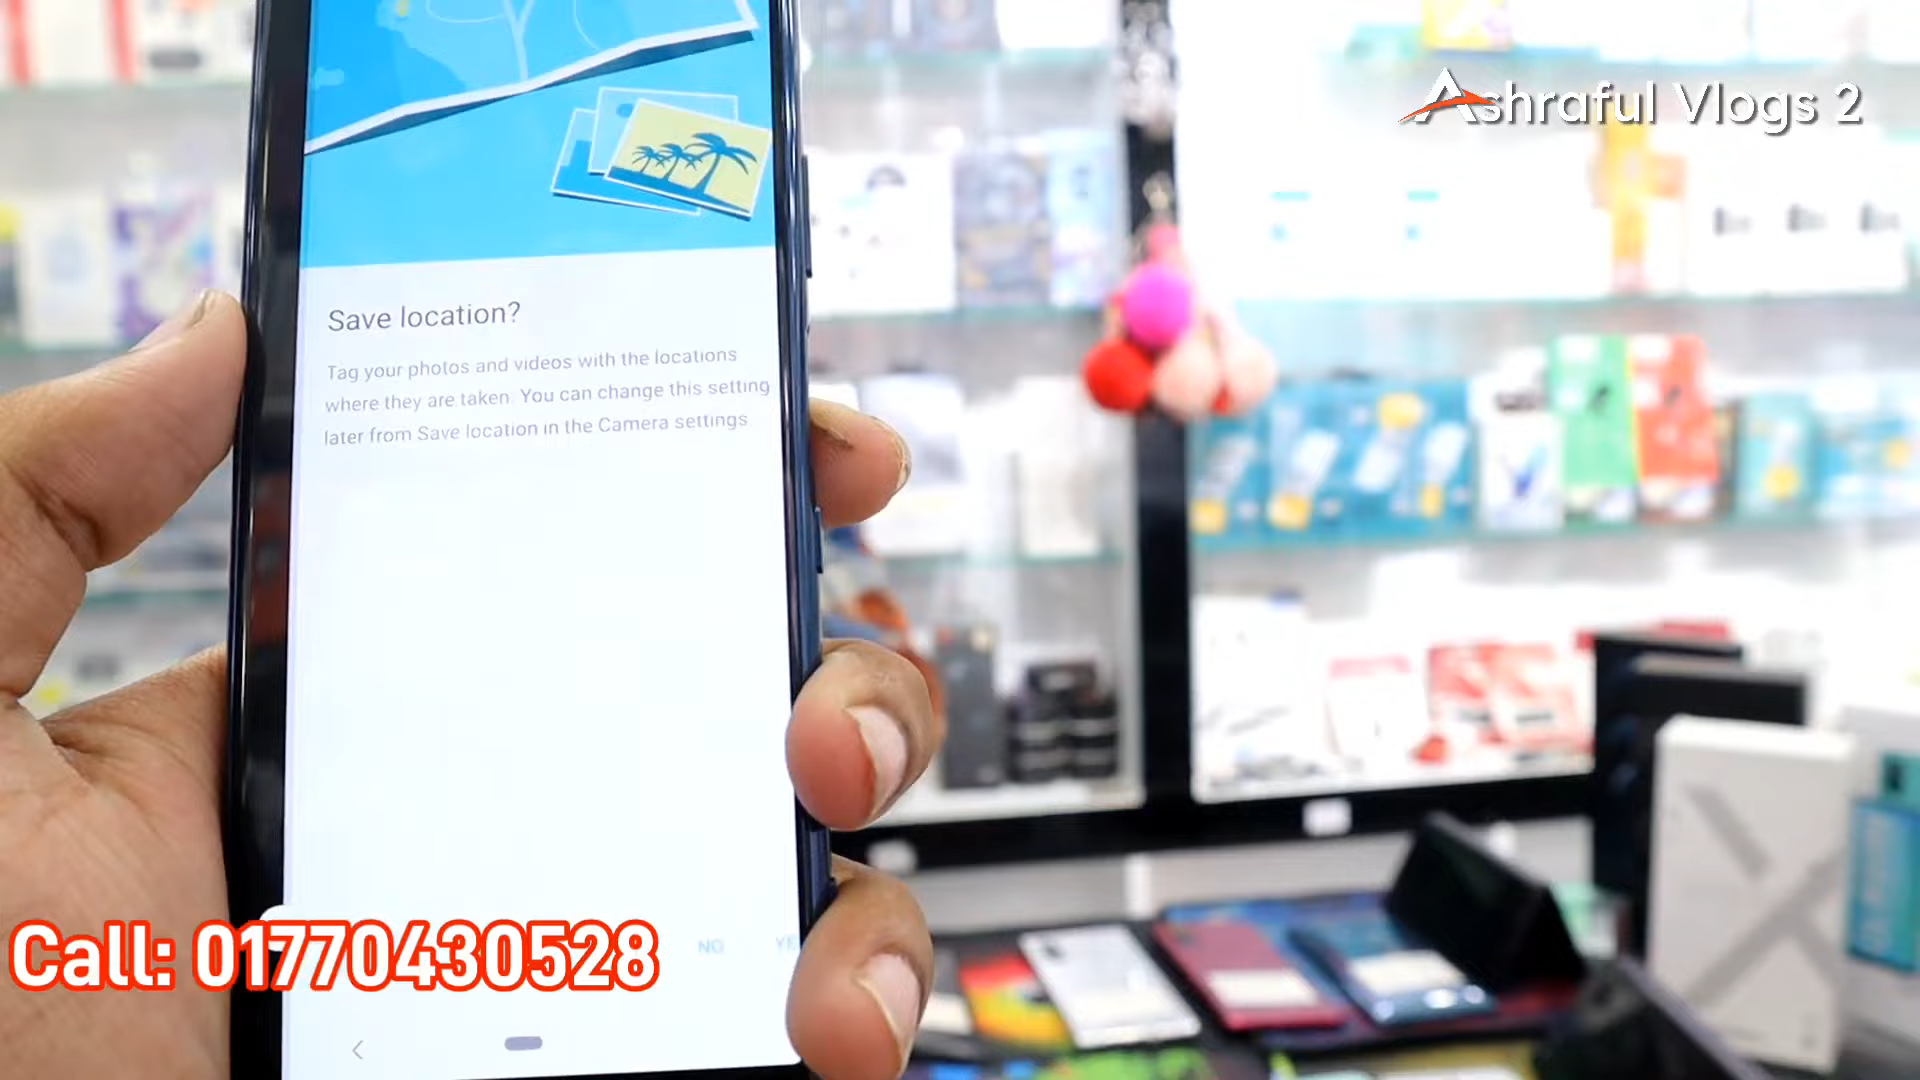 Ashraful Vlogs 2
Save location?
Tag your photos and videos with the locations
where they are taken. You can change this setting
later from Save location in the Camera settings
NO
Call: 01770430528